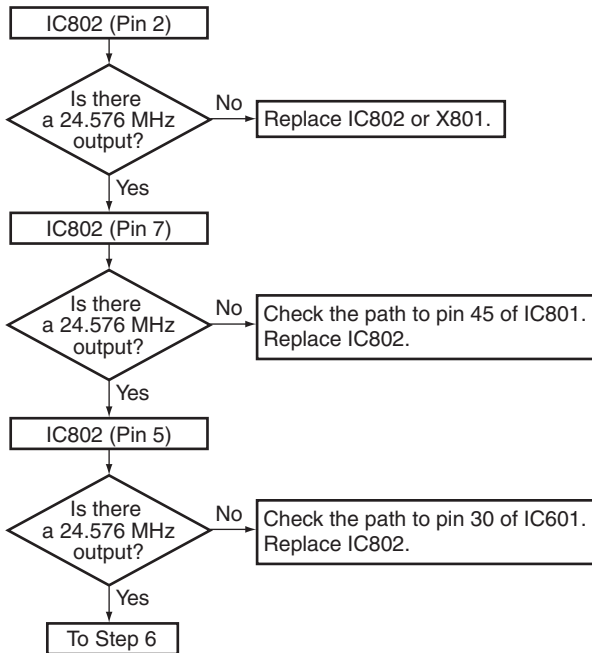 IC802 (Pin 2)
Is there
a 24.576 MHz
output?
No
Replace IC802 or X801.
Yes
IC802 (Pin 7)
Is there
a 24.576 MHz
output?
No
Check the path to pin 45 of IC801.
Replace IC802.
Yes
IC802 (Pin 5)
Is there
a 24.576 MHz
output?
No
Check the path to pin 30 of IC601.
Replace IC802.
Yes
To Step 6